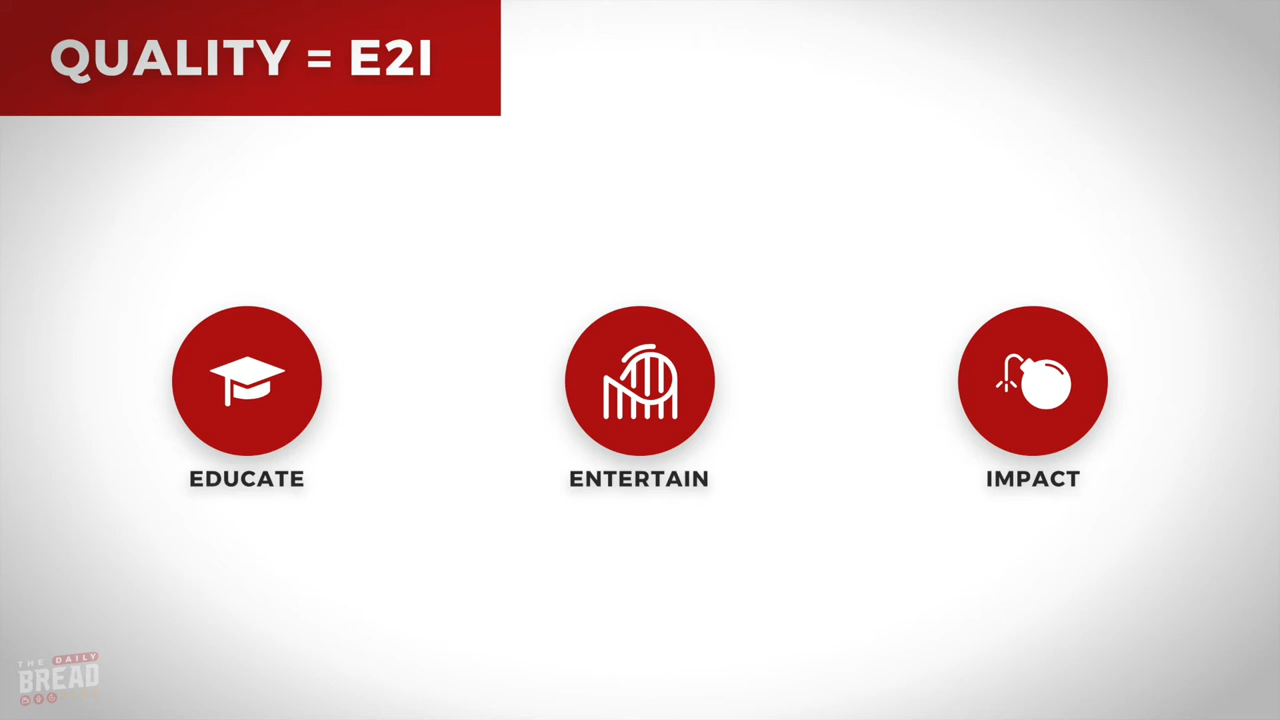 QUALITY = E2I
EDUCATE
ENTERTAIN
IMPACT
THE DAILY
BREAD